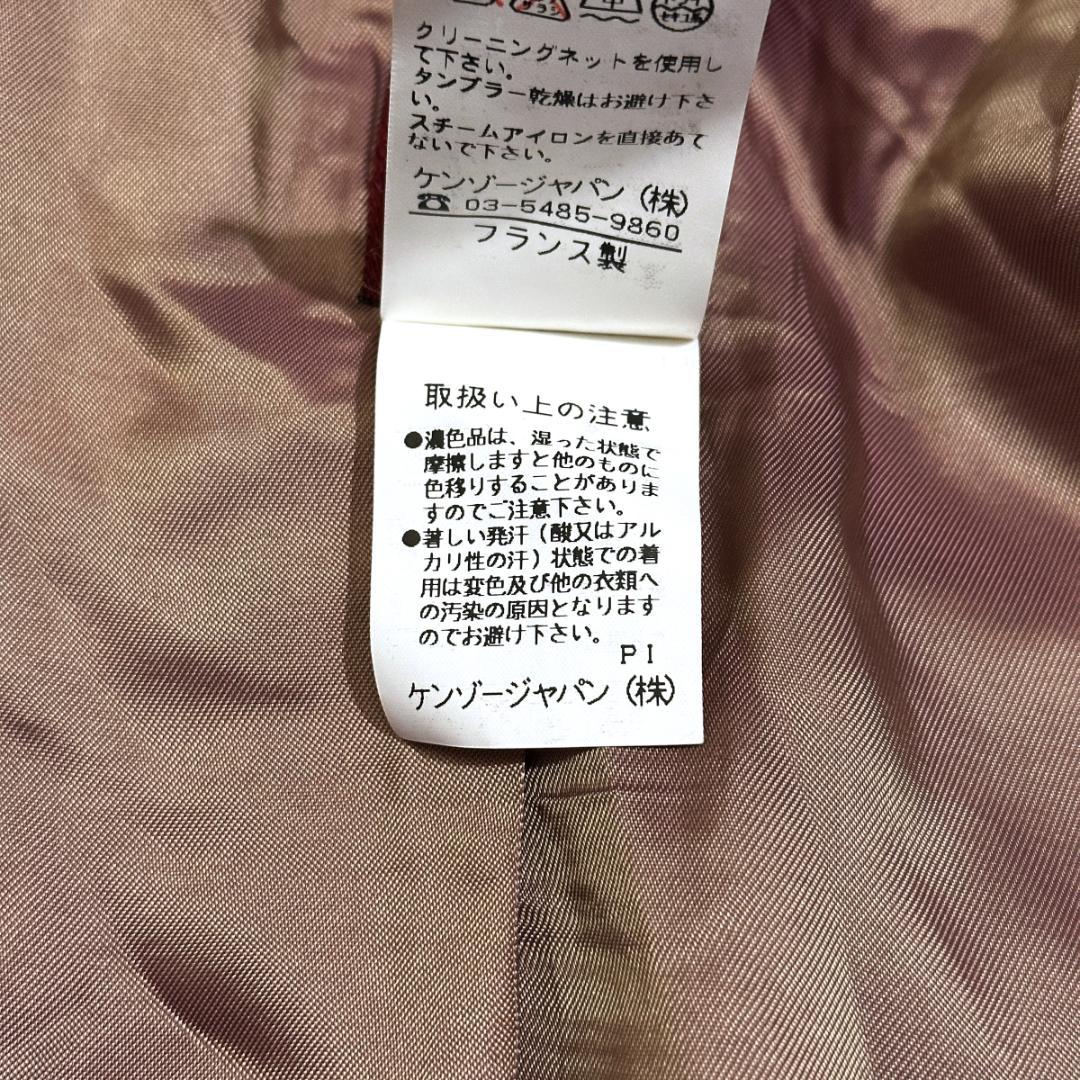 クリーニングネットを使用し
て下さい。
タンブラー乾燥はお避け下さ
い。
スチームアイロンを直接あて
ないで下さい。
ケンゾージャパン(株)
☎ 03-5485-9860
フランス製
取扱い上の注意
●濃色品は、湿った状態で
摩擦しますと他のものに
色移りすることがありま
すのでご注意下さい。
●著しい発汗(酸又はアル
カリ性の汗)状態での着
用は変色及び他の衣類へ
の汚染の原因となります
のでお避け下さい。
PI
ケンゾージャパン(株)